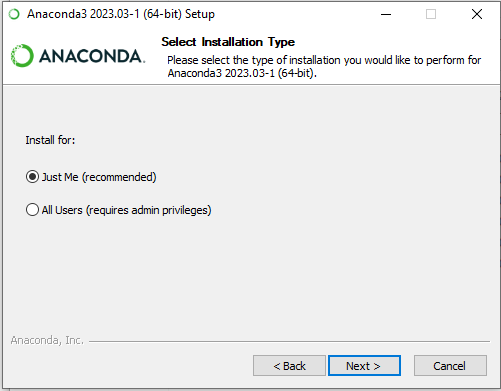 Anaconda3 2023.03-1 (64-bit) Setup
ANACONDA.
Select Installation Type
Please select the type of installation you would like to perform for
Anaconda3 2023.03-1 (64-bit).
Install for:
Just Me (recommended)
All Users (requires admin privileges)
Anaconda, Inc.
< Back
Next >
Cancel